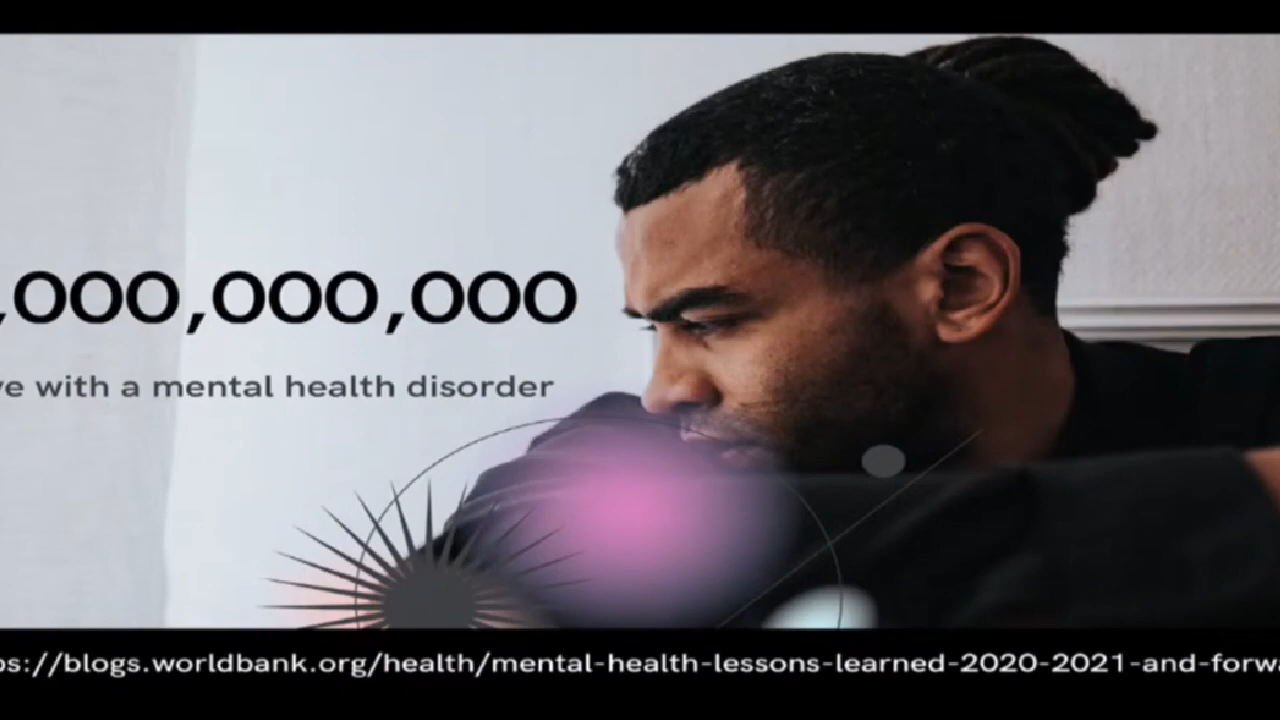 ,000,000,000
ve with a mental health disorder
ps://blogs.worldbank.org/health/mental-health-lessons-learned-2020-2021-and-forwa